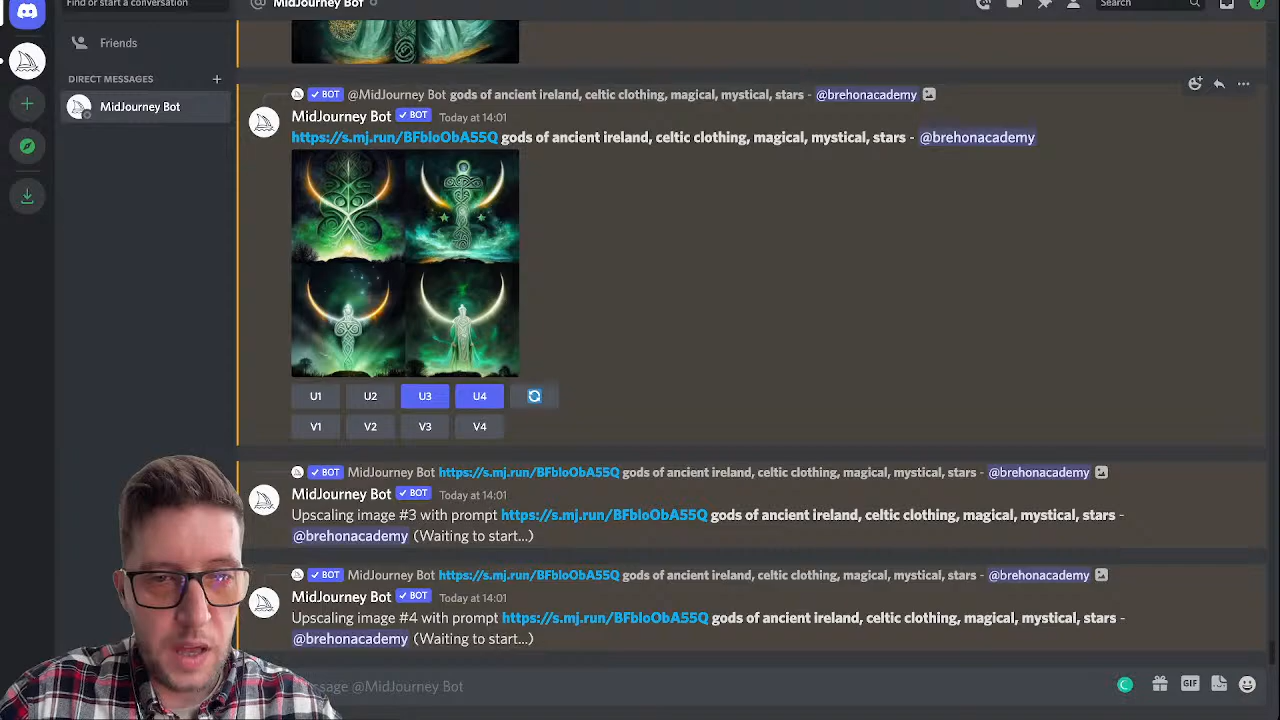 Find or start a conversation
@ MidJourney Bot
Search
Friends
DIRECT MESSAGES +
MidJourney Bot
BOT @MidJourney Bot gods of ancient ireland, celtic clothing, magical, mystical, stars - @brehonacademy
MidJourney Bot BOT Today at 14:01
https://s.mj.run/BFbIoObA55Q gods of ancient ireland, celtic clothing, magical, mystical, stars - @brehonacademy
U1 U2 U3 U4
V1 V2 V3 V4
BOT MidJourney Bot https://s.mj.run/BFbIoObA55Q gods of ancient ireland, celtic clothing, magical, mystical, stars - @brehonacademy
MidJourney Bot BOT Today at 14:01
Upscaling image #3 with prompt https://s.mj.run/BFbIoObA55Q gods of ancient ireland, celtic clothing, magical, mystical, stars -
@brehonacademy (Waiting to start...)
BOT MidJourney Bot https://s.mj.run/BFbIoObA55Q gods of ancient ireland, celtic clothing, magical, mystical, stars - @brehonacademy
MidJourney Bot BOT Today at 14:01
Upscaling image #4 with prompt https://s.mj.run/BFbIoObA55Q gods of ancient ireland, celtic clothing, magical, mystical, stars -
@brehonacademy (Waiting to start...)
essage @MidJourney Bot
GIF